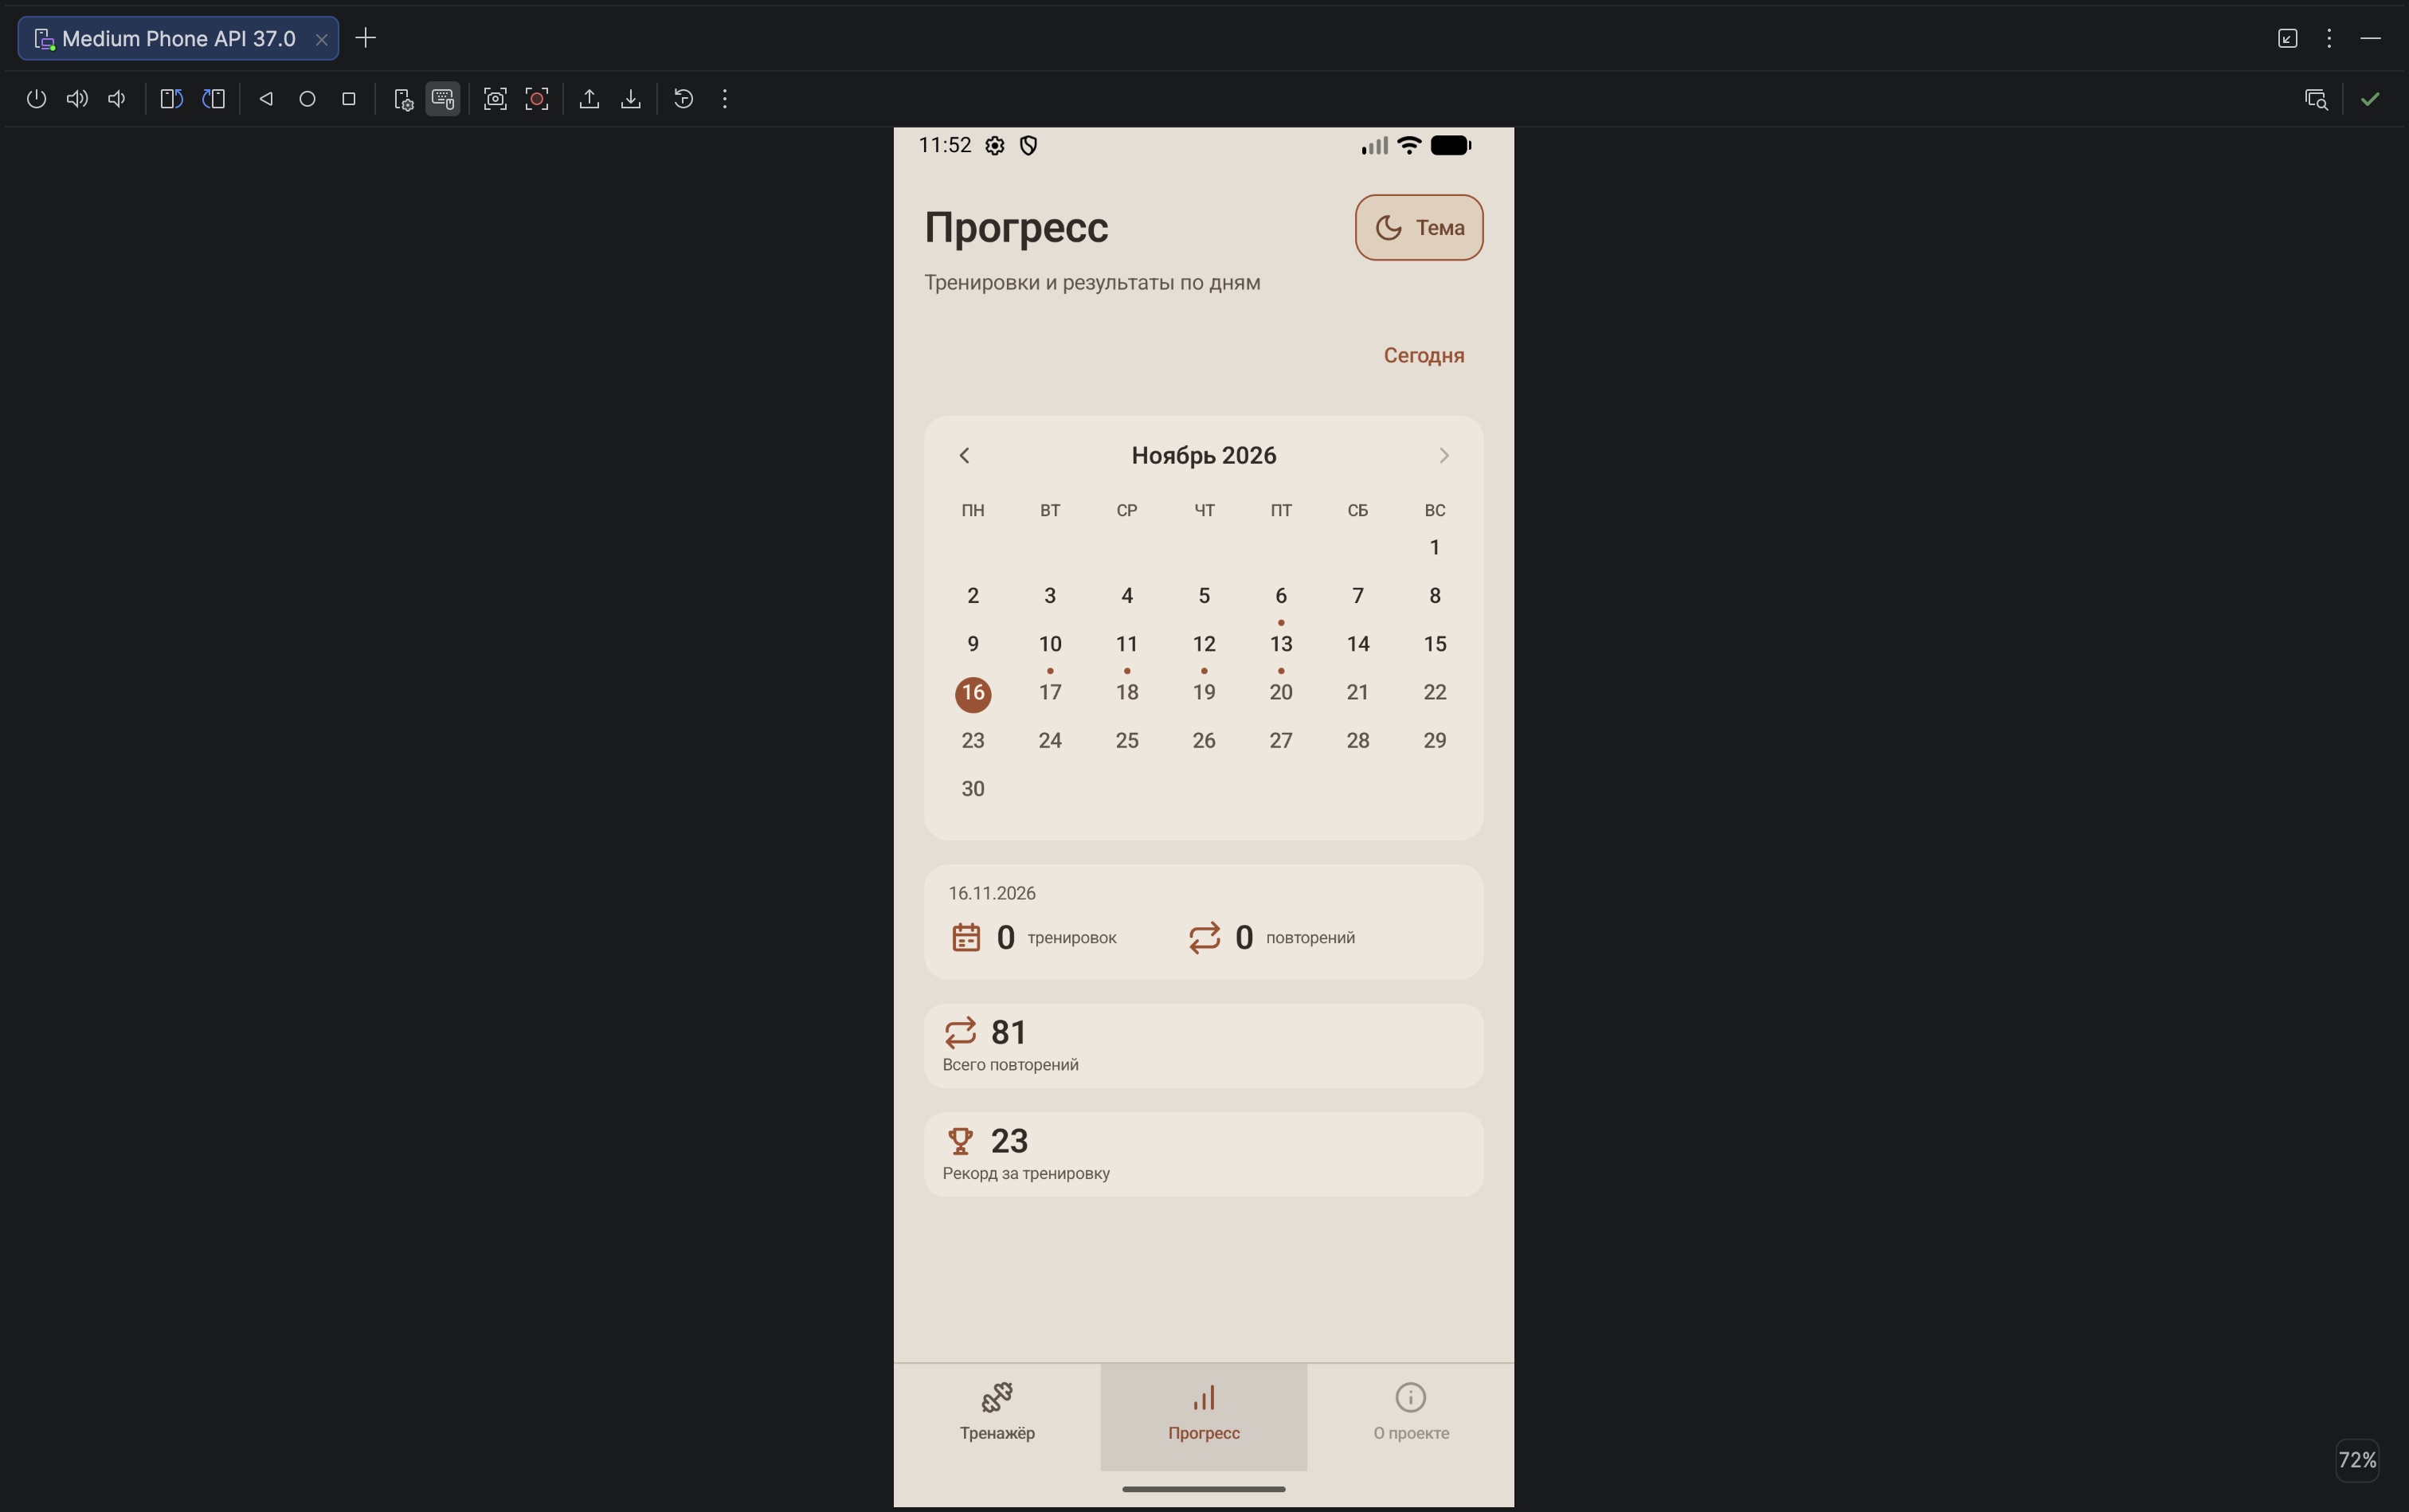 Medium Phone API 37.0
11:52
Прогресс
Тема
Тренировки и результаты по дням
Сегодня
Ноябрь 2026
ПН ВТ СР ЧТ ПТ СБ ВС
1
2 3 4 5 6 7 8
9 10 11 12 13 14 15
16 17 18 19 20 21 22
23 24 25 26 27 28 29
30
16.11.2026
0 тренировок 0 повторений
81
Всего повторений
23
Рекорд за тренировку
Тренажёр Прогресс О проекте
72%